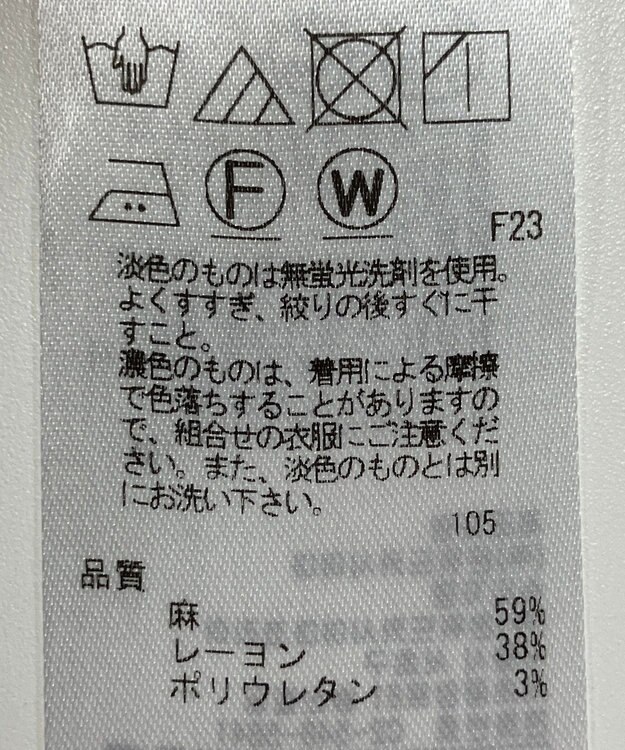 F W
F23
淡色のものは無蛍光洗剤を使用。
よくすすぎ、絞りの後すぐに干
すこと。
濃色のものは、着用による摩擦
で色落ちすることがありますの
で、組合せの衣服にご注意くだ
さい。また、淡色のものとは別
にお洗い下さい。
105
品質
麻 59%
レーヨン 38%
ポリウレタン 3%